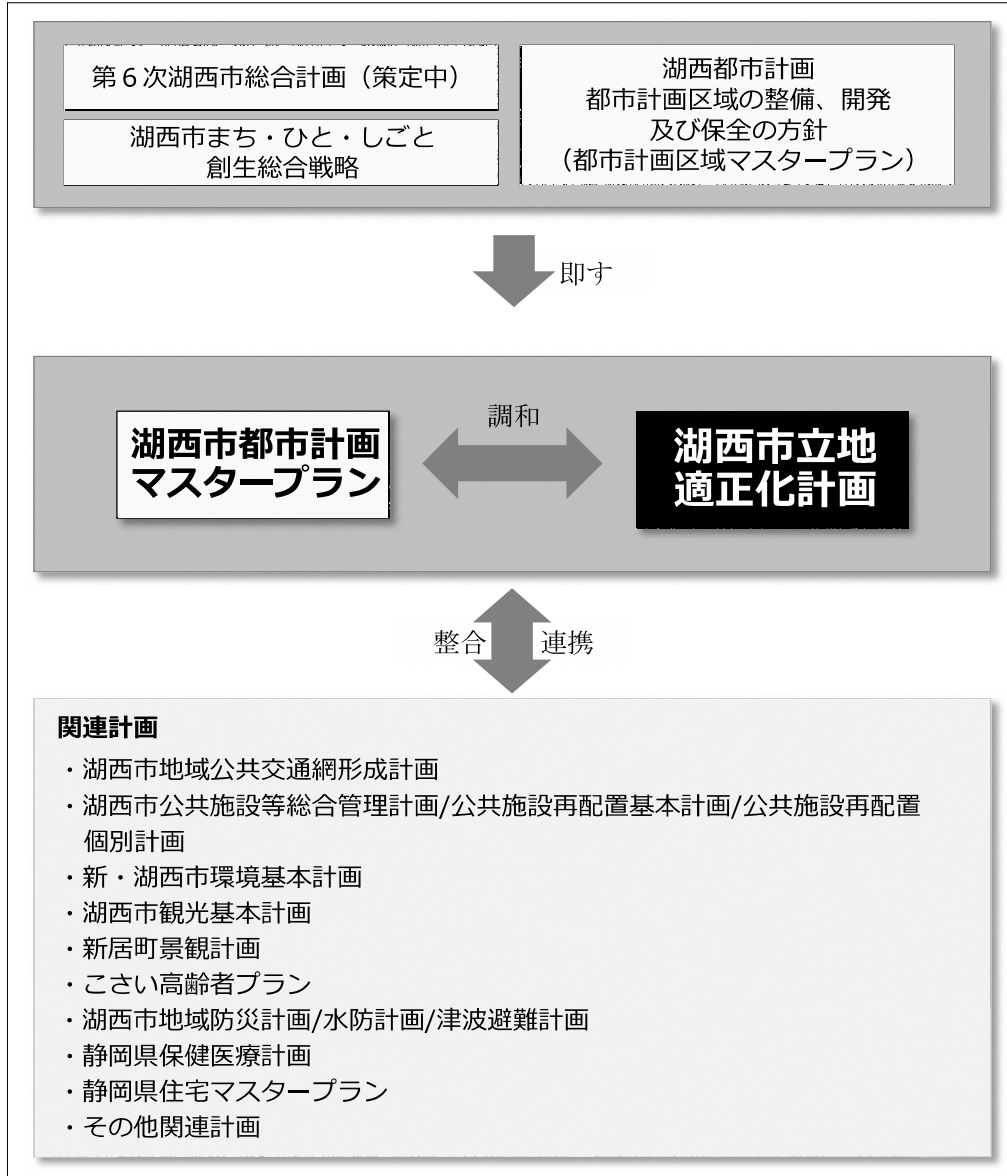 第６次湖西市総合計画（策定中）
湖西市まち・ひと・しごと
創生総合戦略
湖西都市計画
都市計画区域の整備、開発
及び保全の方針
（都市計画区域マスタープラン）
即す
湖西市都市計画
マスタープラン
調和
湖西市立地
適正化計画
整合 連携
関連計画
・湖西市地域公共交通網形成計画
・湖西市公共施設等総合管理計画/公共施設再配置基本計画/公共施設再配置
個別計画
・新・湖西市環境基本計画
・湖西市観光基本計画
・新居町景観計画
・こさい高齢者プラン
・湖西市地域防災計画/水防計画/津波避難計画
・静岡県保健医療計画
・静岡県住宅マスタープラン
・その他関連計画